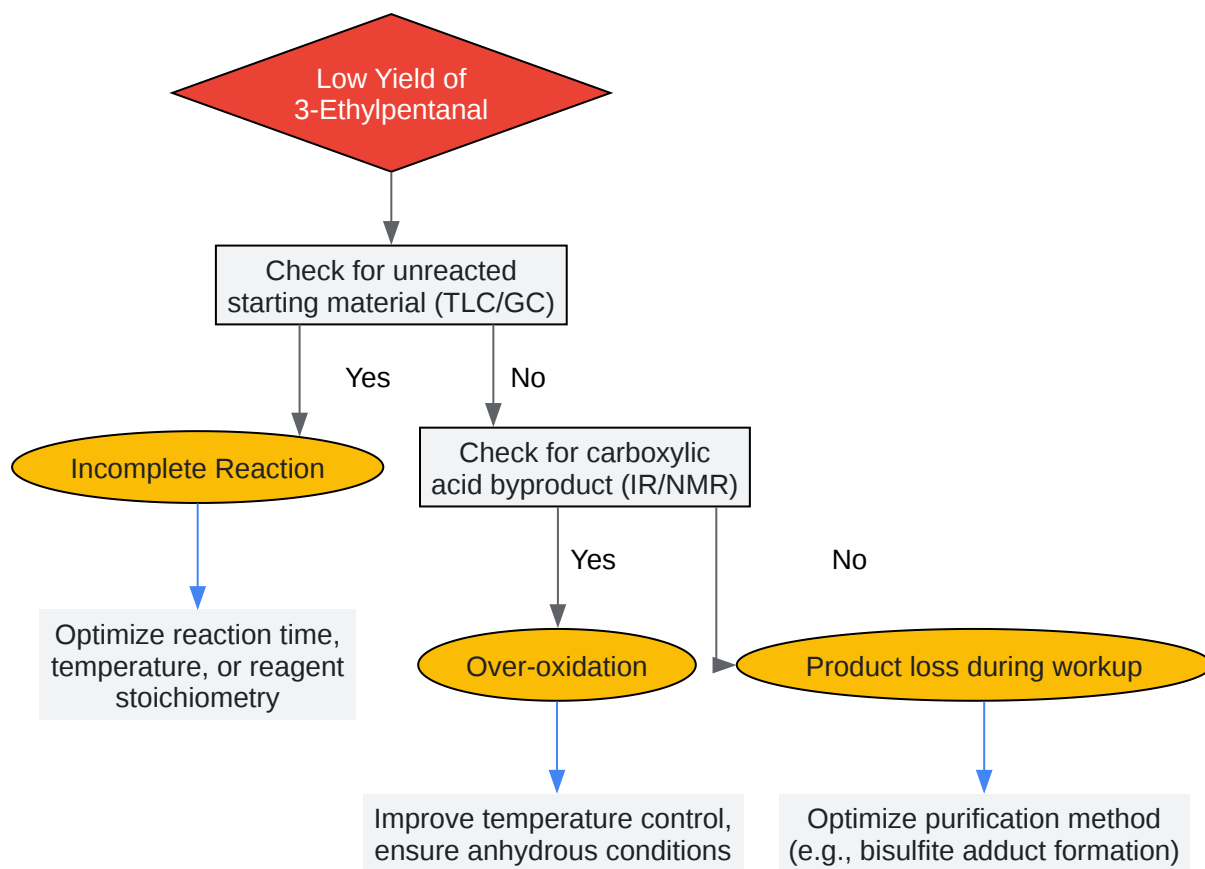 Low Yield of
3-Ethylpentanal
Check for unreacted
starting material (TLC/GC)
Yes
No
Incomplete Reaction
Check for carboxylic
acid byproduct (IR/NMR)
Yes
No
Optimize reaction time,
temperature, or reagent
stoichiometry
Over-oxidation
Product loss during workup
Improve temperature control,
ensure anhydrous conditions
Optimize purification method
(e.g., bisulfite adduct formation)